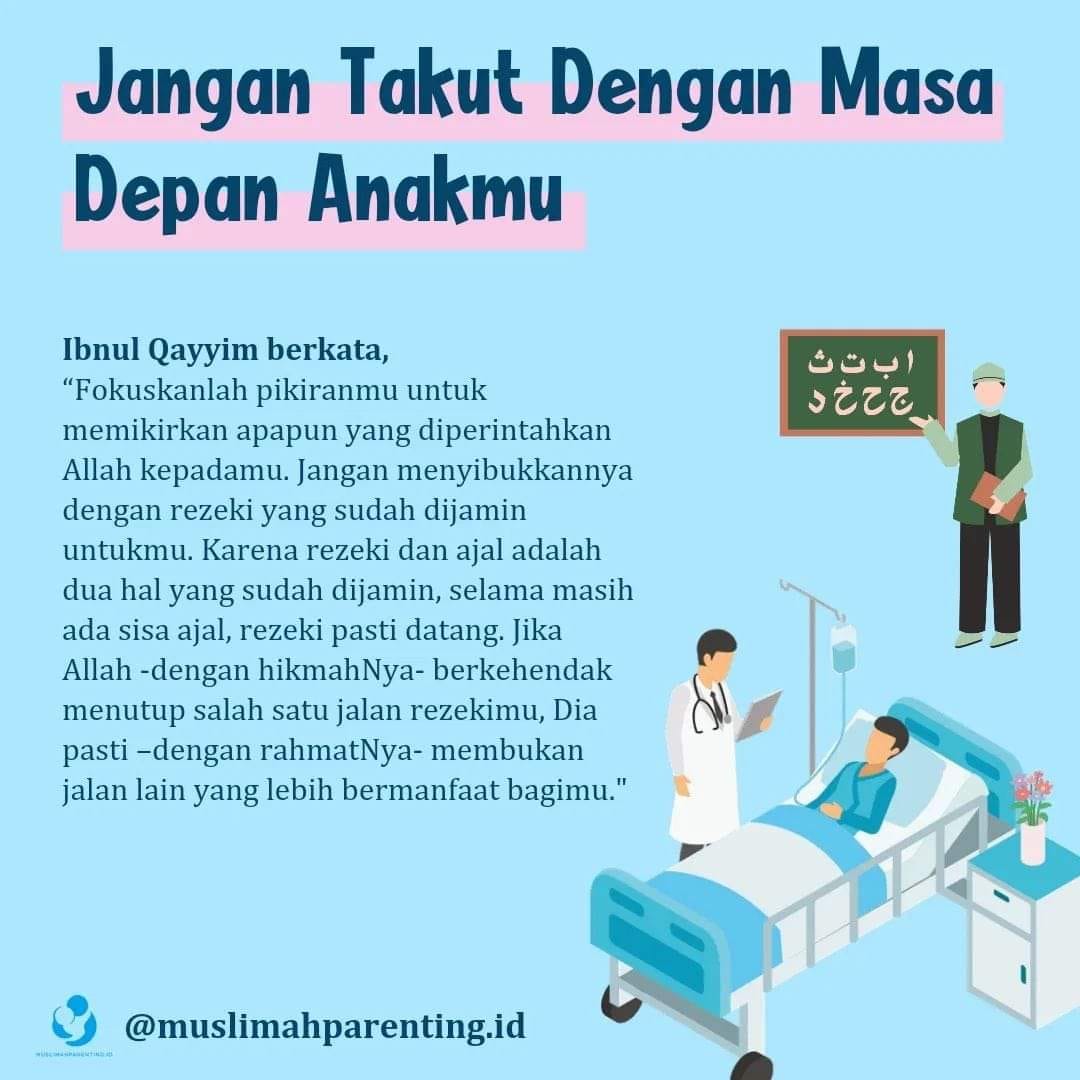 Jangan Takut Dengan Masa
Depan Anakmu
Ibnul Qayyim berkata,
“Fokuskanlah pikiranmu untuk
memikirkan apapun yang diperintahkan
Allah kepadamu. Jangan menyibukkannya
dengan rezeki yang sudah dijamin
untukmu. Karena rezeki dan ajal adalah
dua hal yang sudah dijamin, selama masih
ada sisa ajal, rezeki pasti datang. Jika
Allah -dengan hikmahNya- berkehendak
menutup salah satu jalan rezekimu, Dia
pasti –dengan rahmatNya- membukan
jalan lain yang lebih bermanfaat bagimu."
ا ب ت ث
ج ح خ د
@muslimahparenting.id
MUSLIMAHPARENTING.ID